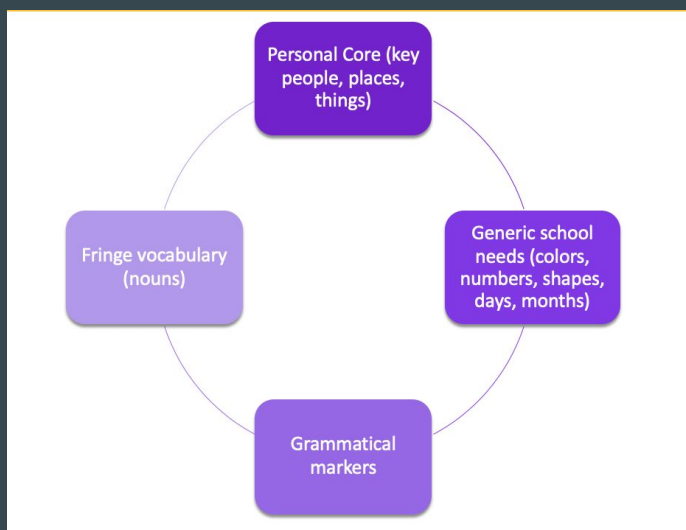 Personal Core (key
people, places,
things)
Generic school
needs (colors,
numbers, shapes,
days, months)
Grammatical
markers
Fringe vocabulary
(nouns)